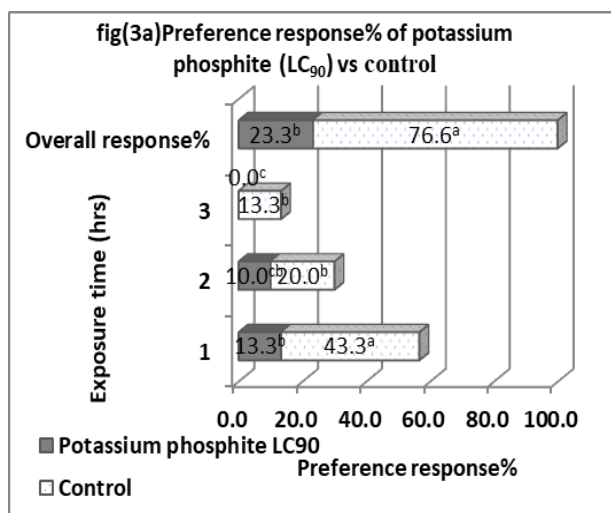 fig(3a)Preference response% of potassium
phosphite (LC₉₀) vs control
Overall response%
23.3ᵇ 76.6ᵃ
0.0ᶜ
3
13.3ᵇ
2
10.0ᶜᵇ 20.0ᵇ
1
13.3ᵇ 43.3ᵃ
Exposure time (hrs)
0.0 20.0 40.0 60.0 80.0 100.0
Potassium phosphite LC90
Preference response%
Control